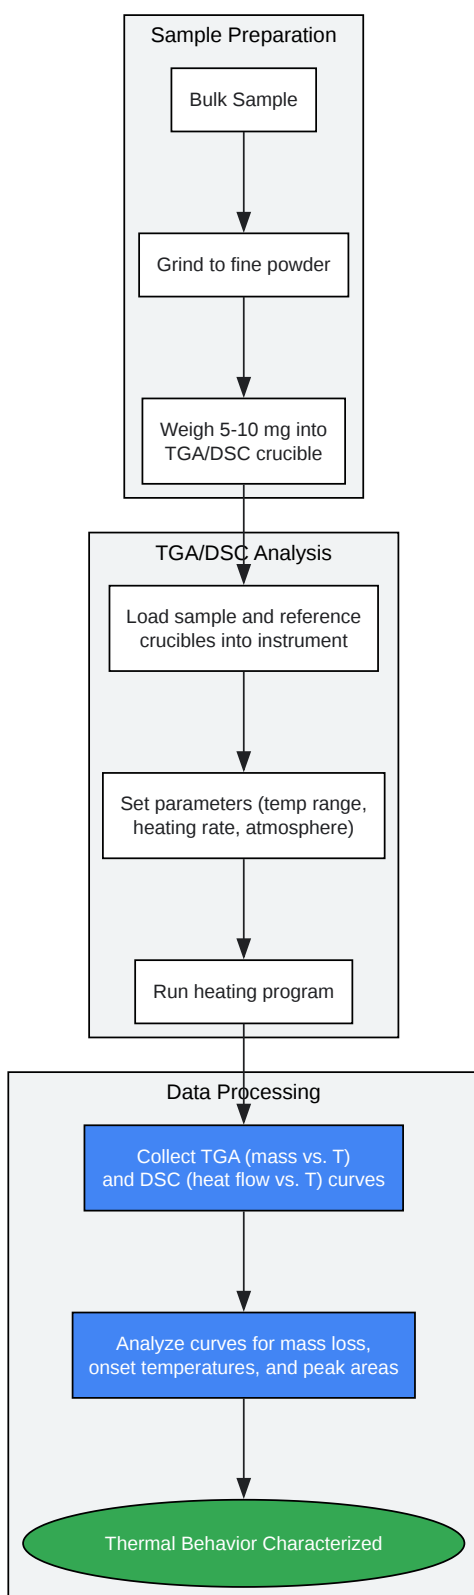 Sample Preparation
Bulk Sample
Grind to fine powder
Weigh 5-10 mg into
TGA/DSC crucible
TGA/DSC Analysis
Load sample and reference
crucibles into instrument
Set parameters (temp range,
heating rate, atmosphere)
Run heating program
Data Processing
Collect TGA (mass vs. T)
and DSC (heat flow vs. T) curves
Analyze curves for mass loss,
onset temperatures, and peak areas
Thermal Behavior Characterized